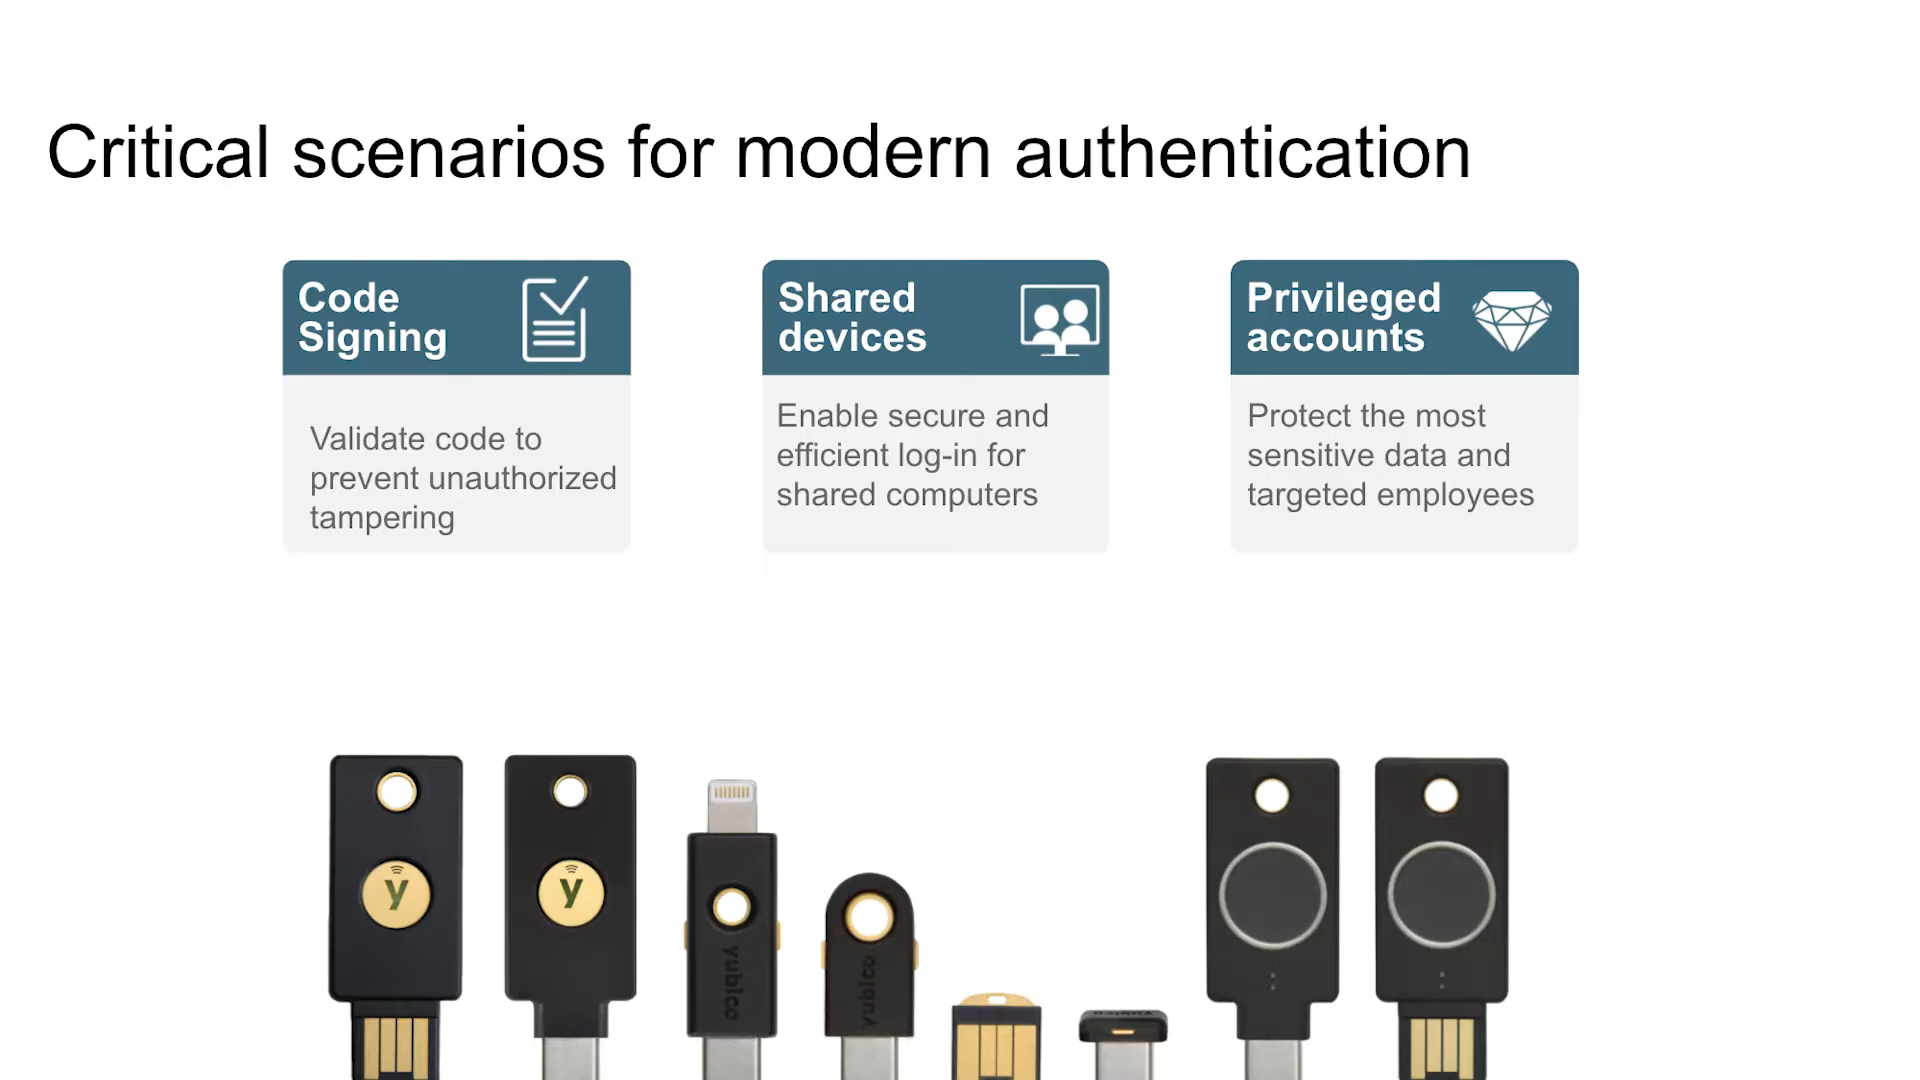 Critical scenarios for modern authentication
Code
Signing
Validate code to
prevent unauthorized
tampering
Shared
devices
Enable secure and
efficient log-in for
shared computers
Privileged
accounts
Protect the most
sensitive data and
targeted employees
y
y
yubico
yubico
yubico